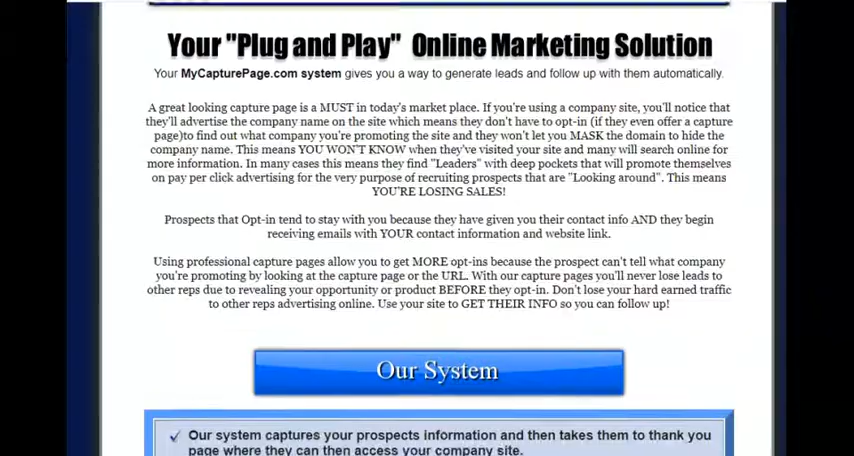 Your "Plug and Play" Online Marketing Solution
Your MyCapturePage.com system gives you a way to generate leads and follow up with them automatically.
A great looking capture page is a MUST in today's market place. If you're using a company site, you'll notice that
they'll advertise the company name on the site which means they don't have to opt-in (if they even offer a capture
page)to find out what company you're promoting the site and they won't let you MASK the domain to hide the
company name. This means YOU WON'T KNOW when they've visited your site and many will search online for
more information. In many cases this means they find "Leaders" with deep pockets that will promote themselves
on pay per click advertising for the very purpose of recruiting prospects that are "Looking around". This means
YOU'RE LOSING SALES!
Prospects that Opt-in tend to stay with you because they have given you their contact info AND they begin
receiving emails with YOUR contact information and website link.
Using professional capture pages allow you to get MORE opt-ins because the prospect can't tell what company
you're promoting by looking at the capture page or the URL. With our capture pages you'll never lose leads to
other reps due to revealing your opportunity or product BEFORE they opt-in. Don't lose your hard earned traffic
to other reps advertising online. Use your site to GET THEIR INFO so you can follow up!
Our System
Our system captures your prospects information and then takes them to thank you
page where they can then access your company site.